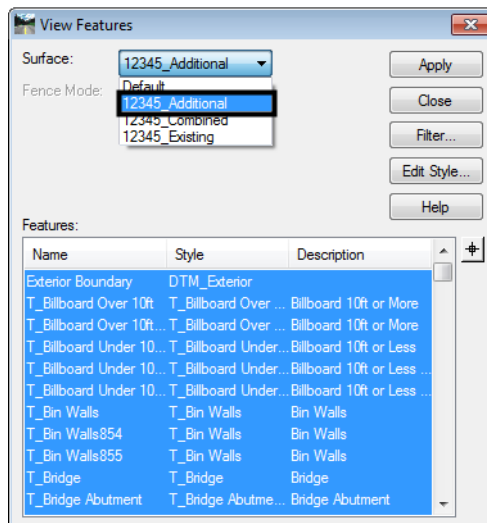 View Features
Surface: 12345_Additional Apply
Fence Mode: Default
12345_Additional Close
12345_Combined
12345_Existing Filter...
Edit Style...
Help
Features:
Name Style Description
Exterior Boundary DTM_Exterior
T_Billboard Over 10ft T_Billboard Over ... Billboard 10ft or More
T_Billboard Over 10ft... T_Billboard Over ... Billboard 10ft or More
T_Billboard Under 10... T_Billboard Under... Billboard 10ft or Less
T_Billboard Under 10... T_Billboard Under... Billboard 10ft or Less
T_Billboard Under 10... T_Billboard Under... Billboard 10ft or Less ...
T_Bin Walls T_Bin Walls Bin Walls
T_Bin Walls854 T_Bin Walls Bin Walls
T_Bin Walls855 T_Bin Walls Bin Walls
T_Bridge T_Bridge Bridge
T_Bridge Abutment T_Bridge Abutme... Bridge Abutment